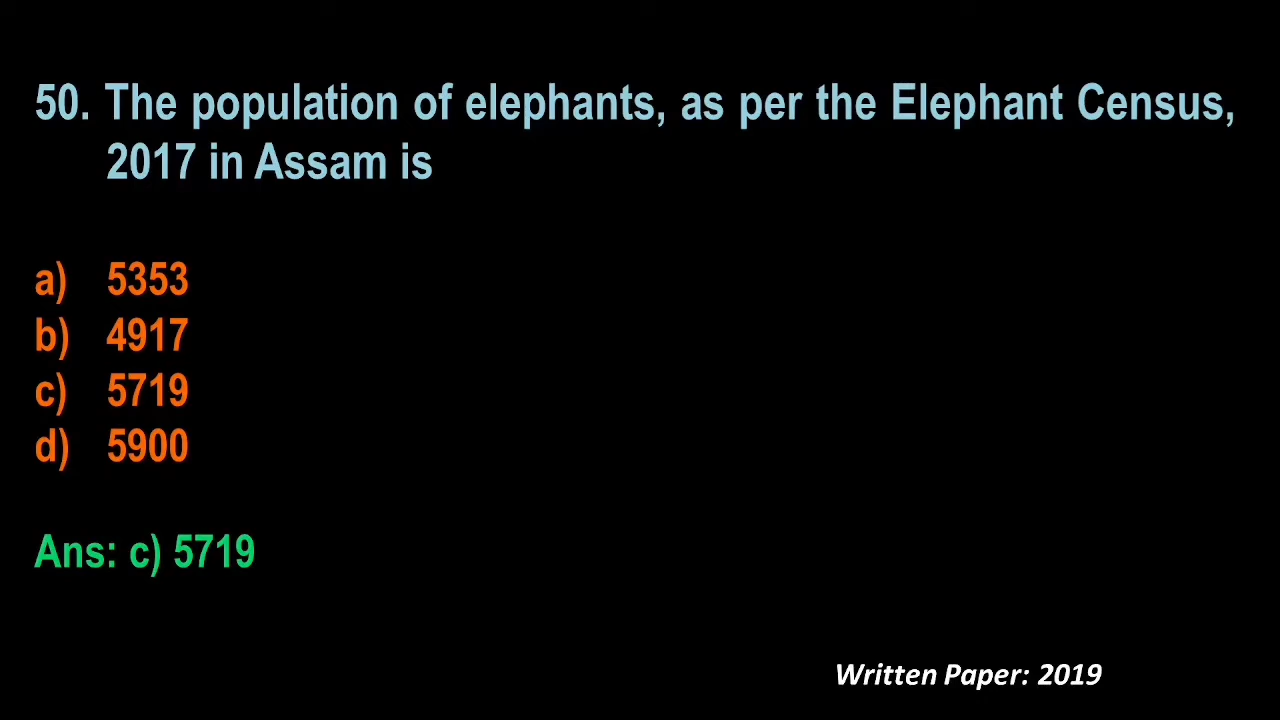 50. The population of elephants, as per the Elephant Census,
2017 in Assam is
a) 5353
b) 4917
c) 5719
d) 5900
Ans: c) 5719
Written Paper: 2019